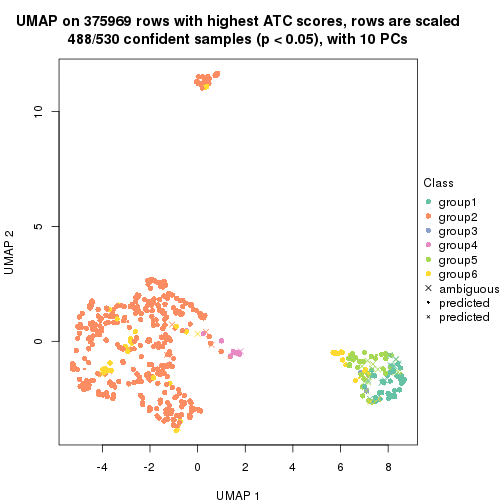 UMAP on 375969 rows with highest ATC scores, rows are scaled
488/530 confident samples (p < 0.05), with 10 PCs
10
5
0
UMAP 2
-4
-2
0
2
4
6
8
UMAP 1
Class
group1
group2
group3
group4
group5
group6
ambiguous
predicted
predicted